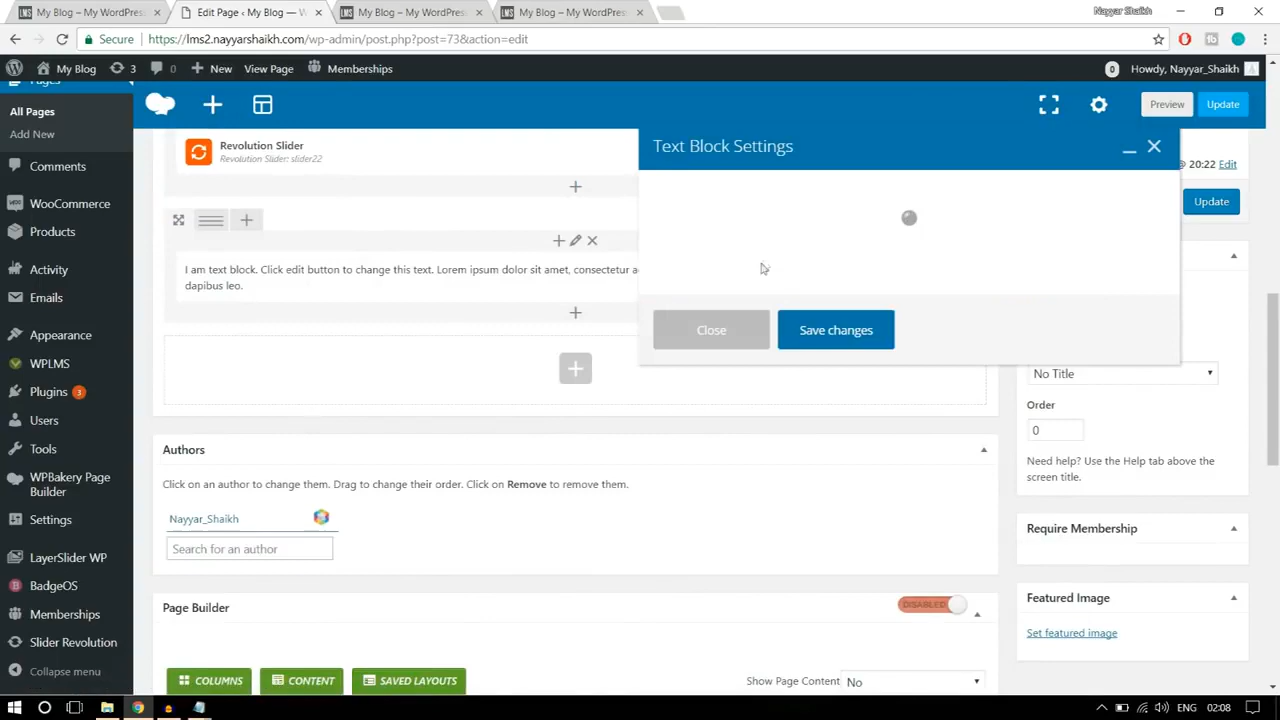 My Blog – My WordPres
Edit Page ‹ My Blog — W
My Blog – My WordPres
My Blog – My WordPres
Nayyar Shaikh
Secure
https://lms2.nayyarshaikh.com/wp-admin/post.php?post=73&action=edit
My Blog
3
0
New
View Page
Memberships
0
Howdy, Nayyar_Shaikh
Pages
All Pages
Add New
Comments
WooCommerce
Products
Activity
Emails
Appearance
WPLMS
Plugins 3
Users
Tools
WPBakery Page
Builder
Settings
LayerSlider WP
BadgeOS
Memberships
Slider Revolution
Collapse menu
Preview
Update
Revolution Slider
Revolution Slider: slider22
I am text block. Click edit button to change this text. Lorem ipsum dolor sit amet, consectetur a
dapibus leo.
Text Block Settings
Close
Save changes
@ 20:22 Edit
Update
No Title
Order
0
Need help? Use the Help tab above the
screen title.
Require Membership
Featured Image
Set featured image
Authors
Click on an author to change them. Drag to change their order. Click on Remove to remove them.
Nayyar_Shaikh
Search for an author
Page Builder
DISABLED
COLUMNS
CONTENT
SAVED LAYOUTS
Show Page Content
No
ENG
02:08